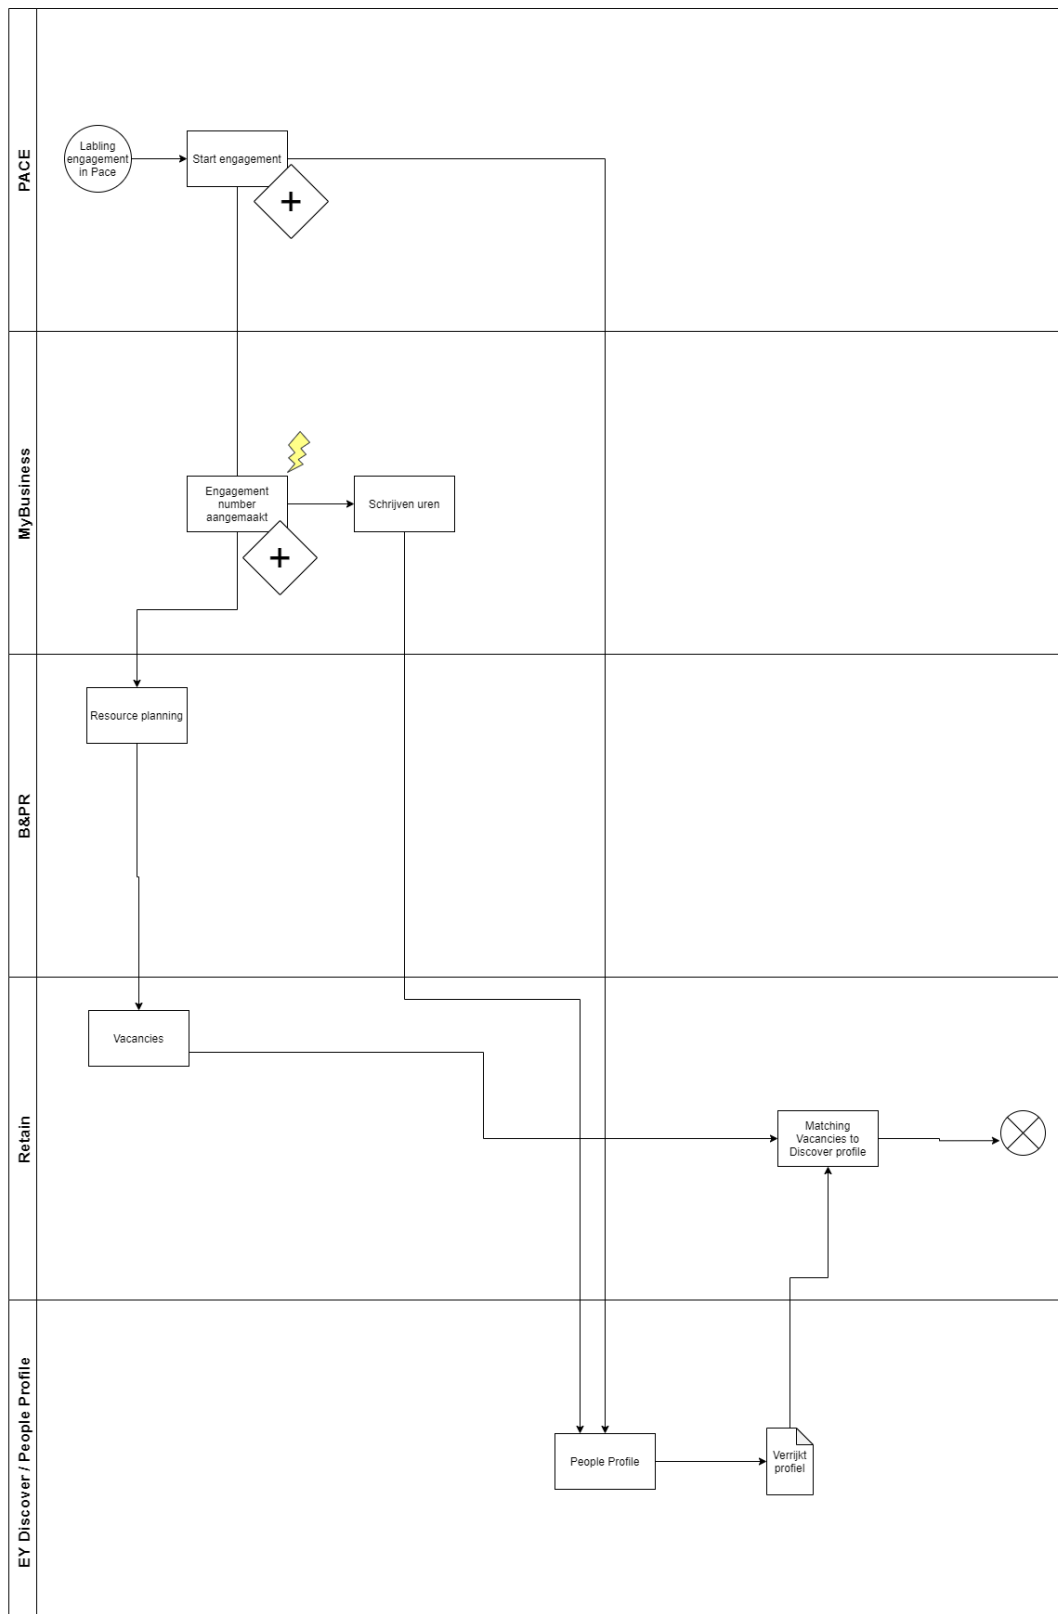 PACE
Labling
engagement
in Pace
Start engagement
MyBusiness
Engagement
number
aangemaakt
Schrijven uren
B&PR
Resource planning
Retain
Vacancies
Matching
Vacancies to
Discover profile
EY Discover / People Profile
People Profile
Verrijkt
profiel